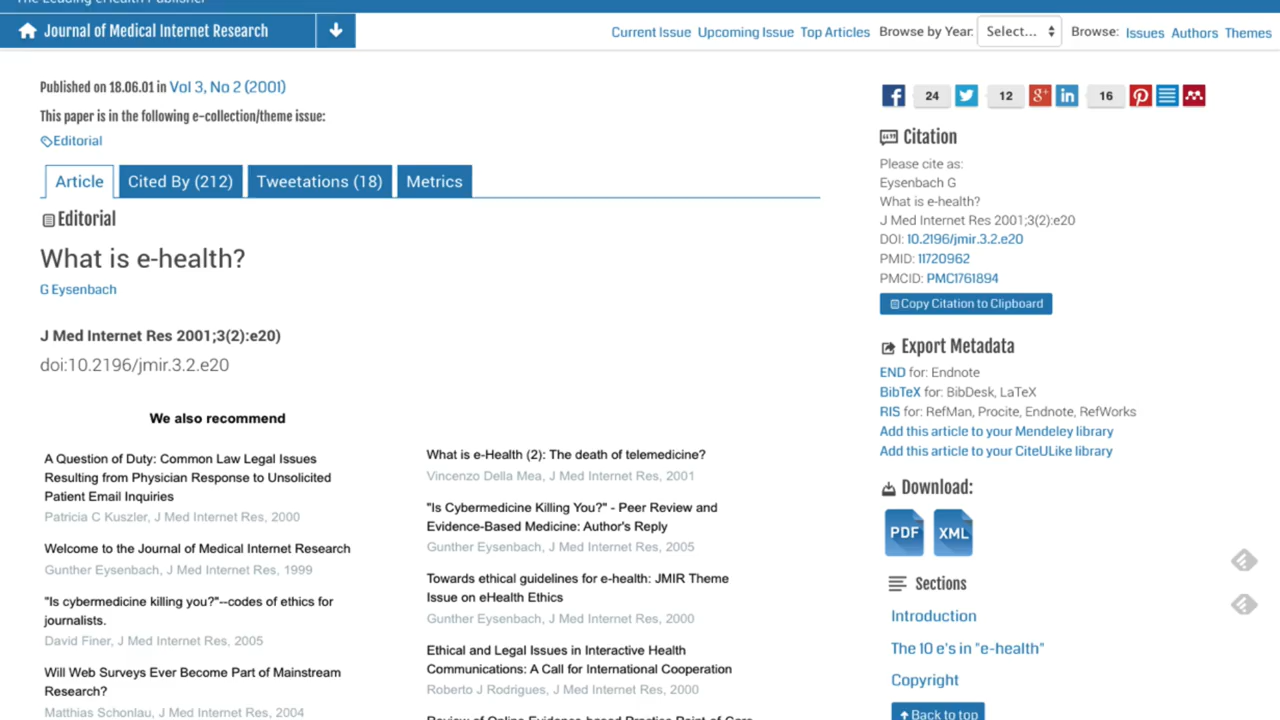 The Leading eHealth Publisher
Journal of Medical Internet Research
Current Issue Upcoming Issue Top Articles Browse by Year: Select... Browse: Issues Authors Themes
Published on 18.06.01 in Vol 3, No 2 (2001)
This paper is in the following e-collection/theme issue:
Editorial
Article Cited By (212) Tweetations (18) Metrics
Editorial
What is e-health?
G Eysenbach
J Med Internet Res 2001;3(2):e20)
doi:10.2196/jmir.3.2.e20
We also recommend
A Question of Duty: Common Law Legal Issues
Resulting from Physician Response to Unsolicited
Patient Email Inquiries
Patricia C Kuszler, J Med Internet Res, 2000
Welcome to the Journal of Medical Internet Research
Gunther Eysenbach, J Med Internet Res, 1999
"Is cybermedicine killing you?"--codes of ethics for
journalists.
David Finer, J Med Internet Res, 2005
Will Web Surveys Ever Become Part of Mainstream
Research?
Matthias Schonlau, J Med Internet Res, 2004
What is e-Health (2): The death of telemedicine?
Vincenzo Della Mea, J Med Internet Res, 2001
"Is Cybermedicine Killing You?" - Peer Review and
Evidence-Based Medicine: Author's Reply
Gunther Eysenbach, J Med Internet Res, 2005
Towards ethical guidelines for e-health: JMIR Theme
Issue on eHealth Ethics
Gunther Eysenbach, J Med Internet Res, 2000
Ethical and Legal Issues in Interactive Health
Communications: A Call for International Cooperation
Roberto J Rodrigues, J Med Internet Res, 2000
Review of Online Evidence-based Practice Point-of-Care
24 12 g+ in 16
Citation
Please cite as:
Eysenbach G
What is e-health?
J Med Internet Res 2001;3(2):e20
DOI: 10.2196/jmir.3.2.e20
PMID: 11720962
PMCID: PMC1761894
Copy Citation to Clipboard
Export Metadata
END for: Endnote
BibTeX for: BibDesk, LaTeX
RIS for: RefMan, Procite, Endnote, RefWorks
Add this article to your Mendeley library
Add this article to your CiteULike library
Download:
PDF XML
Sections
Introduction
The 10 e's in "e-health"
Copyright
Back to top